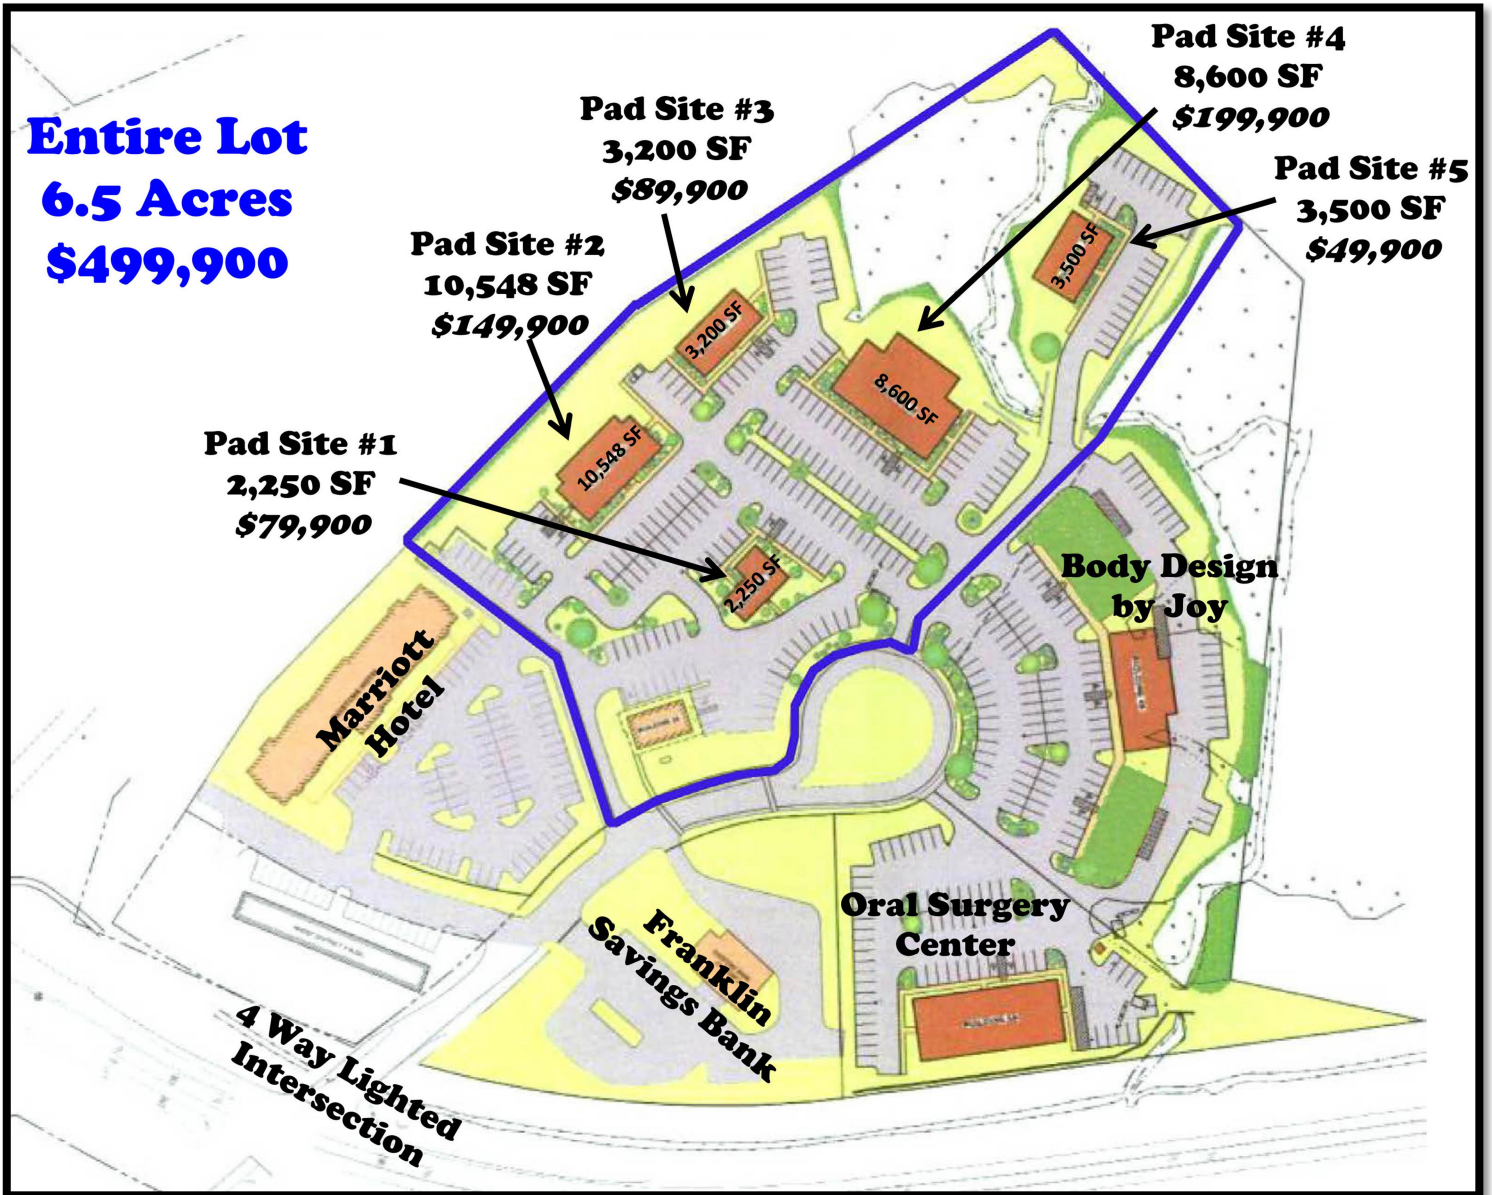 Entire Lot
6.5 Acres
$499,900
Pad Site #4
8,600 SF
$199,900
Pad Site #3
3,200 SF
$89,900
Pad Site #5
3,500 SF
$49,900
Pad Site #2
10,548 SF
$149,900
Pad Site #1
2,250 SF
$79,900
3,500 SF
3,200 SF
8,600 SF
10,548 SF
2,250 SF
Body Design
by Joy
Marriott
Hotel
Oral Surgery
Center
Franklin
Savings Bank
4 Way Lighted
Intersection